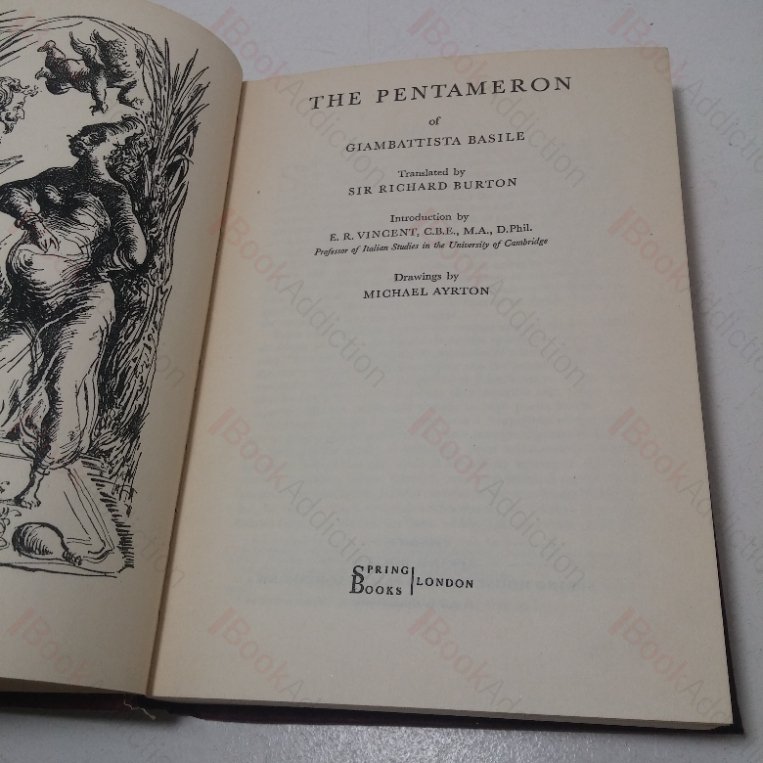 THE PENTAMERON
of
GIAMBATTISTA BASILE
Translated by
SIR RICHARD BURTON
Introduction by
E. R. VINCENT, C.B.E., M.A., D.Phil.
Professor of Italian Studies in the University of Cambridge
Drawings by
MICHAEL AYRTON
SPRING BOOKS | LONDON
BookAddiction